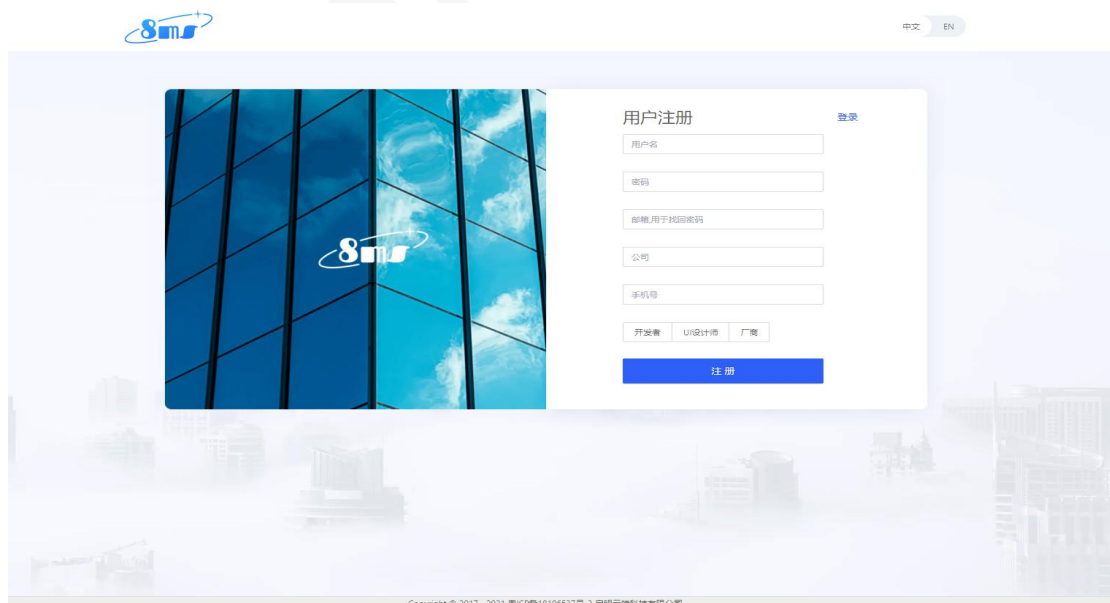 8ms
中文 EN
用户注册 登录
用户名
密码
邮箱,用于找回密码
8ms
公司
手机号
开发者 UI设计师 厂商
注册